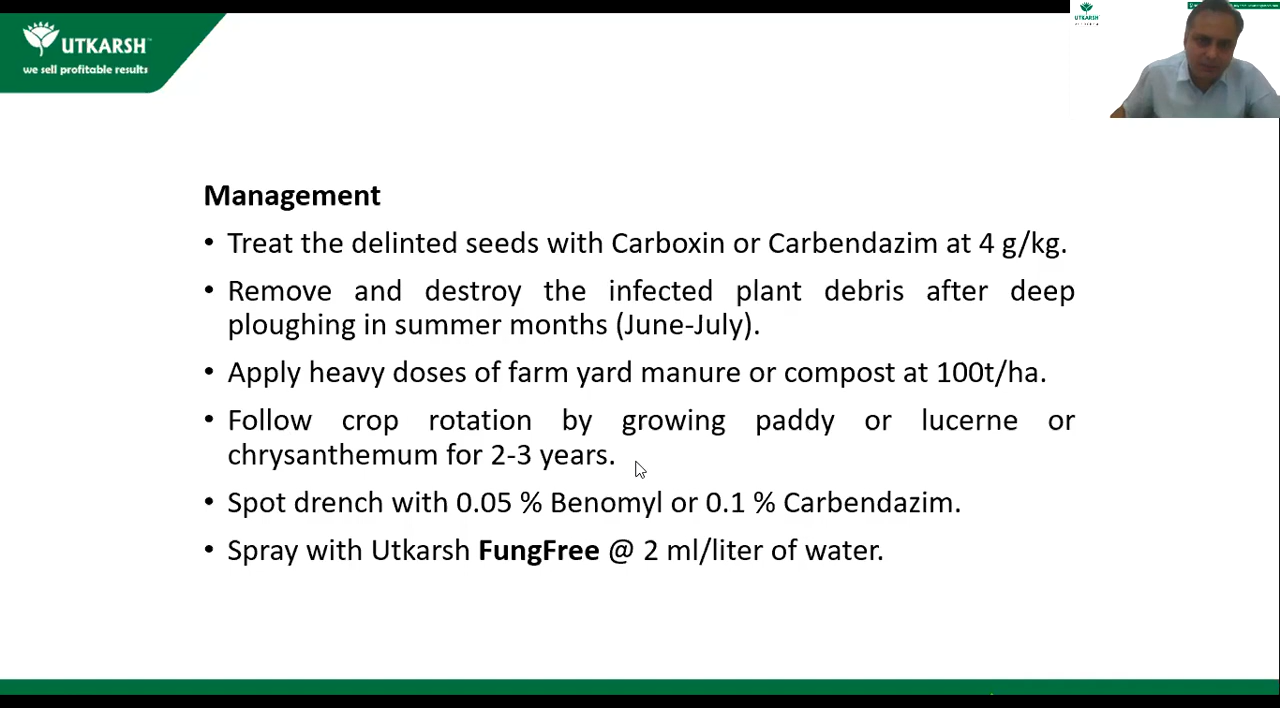 UTKARSH
we sell profitable results
UTKARSH
Management
• Treat the delinted seeds with Carboxin or Carbendazim at 4 g/kg.
• Remove and destroy the infected plant debris after deep
ploughing in summer months (June-July).
• Apply heavy doses of farm yard manure or compost at 100t/ha.
• Follow crop rotation by growing paddy or lucerne or
chrysanthemum for 2-3 years.
• Spot drench with 0.05 % Benomyl or 0.1 % Carbendazim.
• Spray with Utkarsh FungFree @ 2 ml/liter of water.